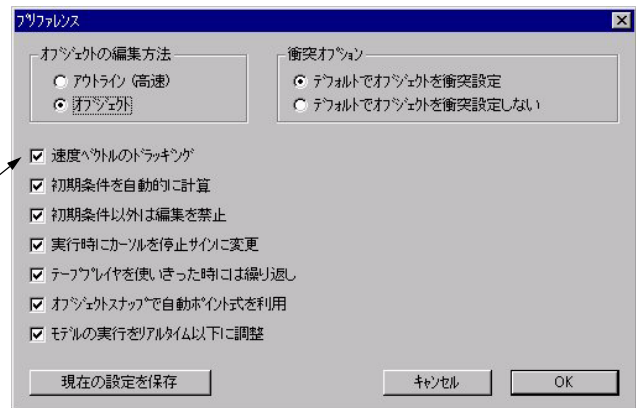 プリファレンス
オブジェクトの編集方法
アウトライン (高速)
オブジェクト
衝突オプション
デフォルトでオブジェクトを衝突設定
デフォルトでオブジェクトを衝突設定しない
速度ベクトルのドラッキング
初期条件を自動的に計算
初期条件以外は編集を禁止
実行時にカーソルを停止サインに変更
テーププレイヤを使いきった時には繰り返し
オブジェクトスナップで自動ポイント式を利用
モデルの実行をリアルタイム以下に調整
現在の設定を保存
キャンセル
OK